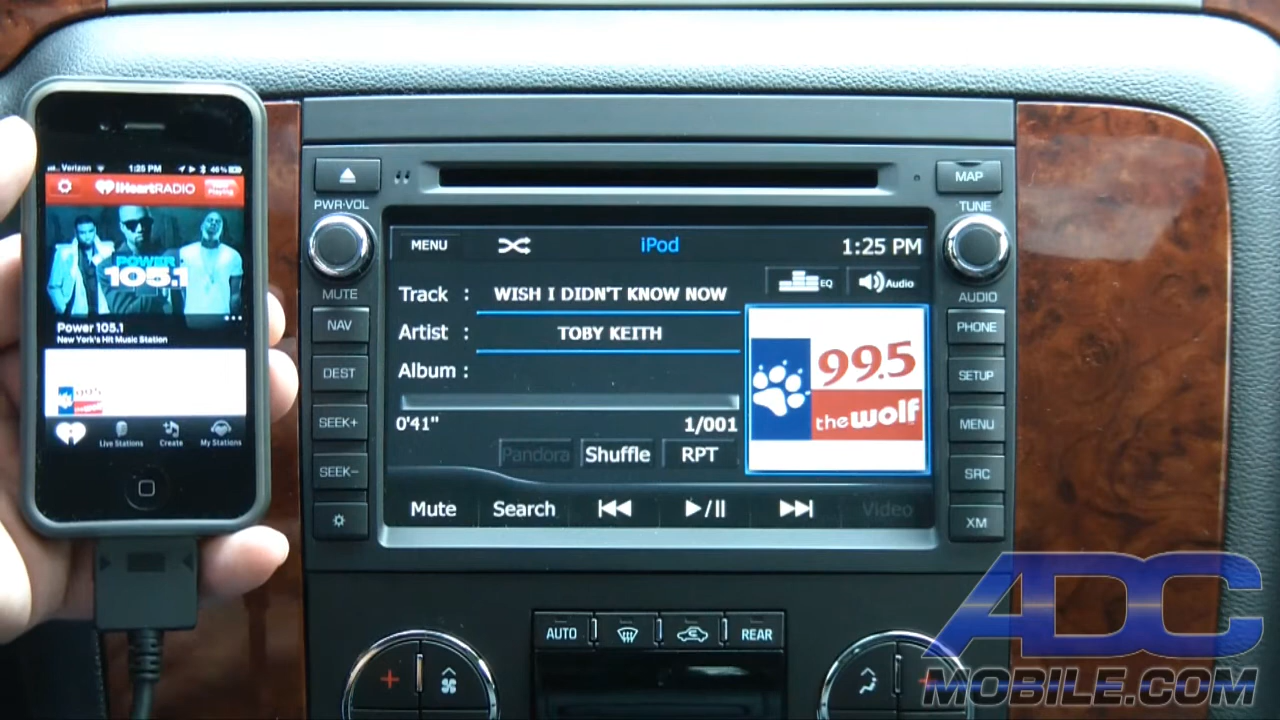 Verizon 1:25 PM 46%
iHeartRADIO
POWER
105.1
Power 105.1
New York's Hit Music Station
99.5
Live Stations Create My Stations
PWR·VOL
MUTE
NAV
DEST
SEEK+
SEEK-
MENU iPod 1:25 PM
EQ Audio
Track : WISH I DIDN'T KNOW NOW
Artist : TOBY KEITH
Album :
0'41" 1/001
Pandora Shuffle RPT
99.5
the wolf
Mute Search Video
MAP
TUNE
AUDIO
PHONE
SETUP
MENU
SRC
XM
AUTO REAR
ADC
MOBILE.COM